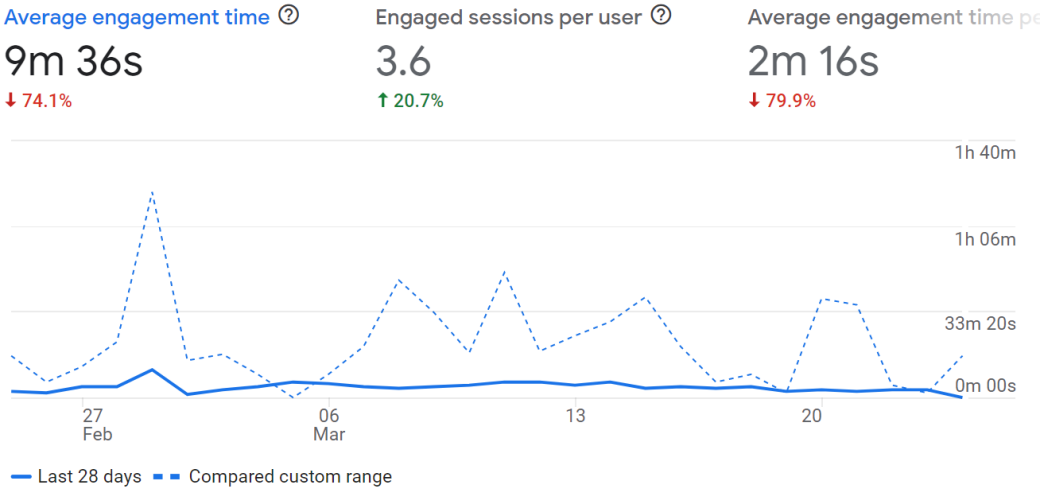 Average engagement time ?
Engaged sessions per user ?
Average engagement time pe
9m 36s
3.6
2m 16s
↓ 74.1%
↑ 20.7%
↓ 79.9%
1h 40m
1h 06m
33m 20s
0m 00s
27
Feb
06
Mar
13
20
Last 28 days
Compared custom range